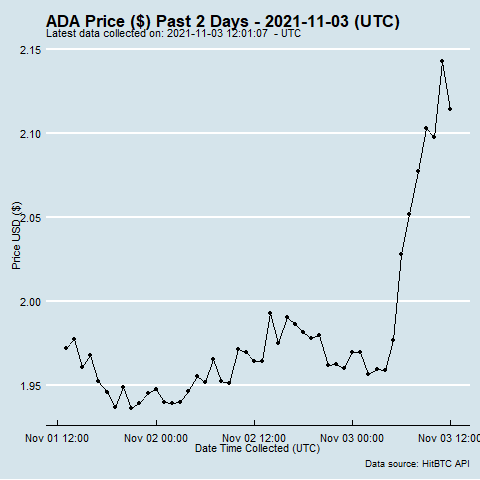 ADA Price ($) Past 2 Days - 2021-11-03 (UTC)
Latest data collected on: 2021-11-03 12:01:07 - UTC
2.15
2.10
2.05
2.00
1.95
Price USD ($)
Nov 01 12:00 Nov 02 00:00 Nov 02 12:00 Nov 03 00:00 Nov 03 12:00
Date Time Collected (UTC)
Data source: HitBTC API